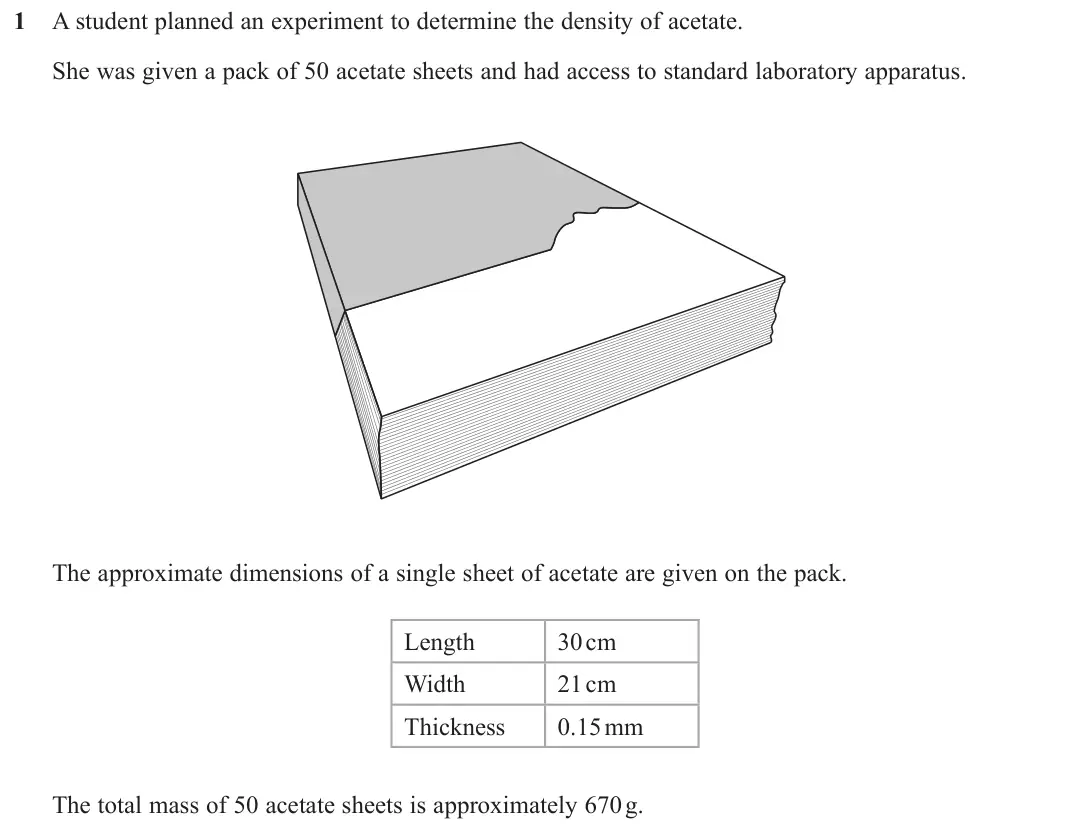 1 A student planned an experiment to determine the density of acetate.
She was given a pack of 50 acetate sheets and had access to standard laboratory apparatus.
The approximate dimensions of a single sheet of acetate are given on the pack.
Length 30 cm
Width 21 cm
Thickness 0.15 mm
The total mass of 50 acetate sheets is approximately 670 g.